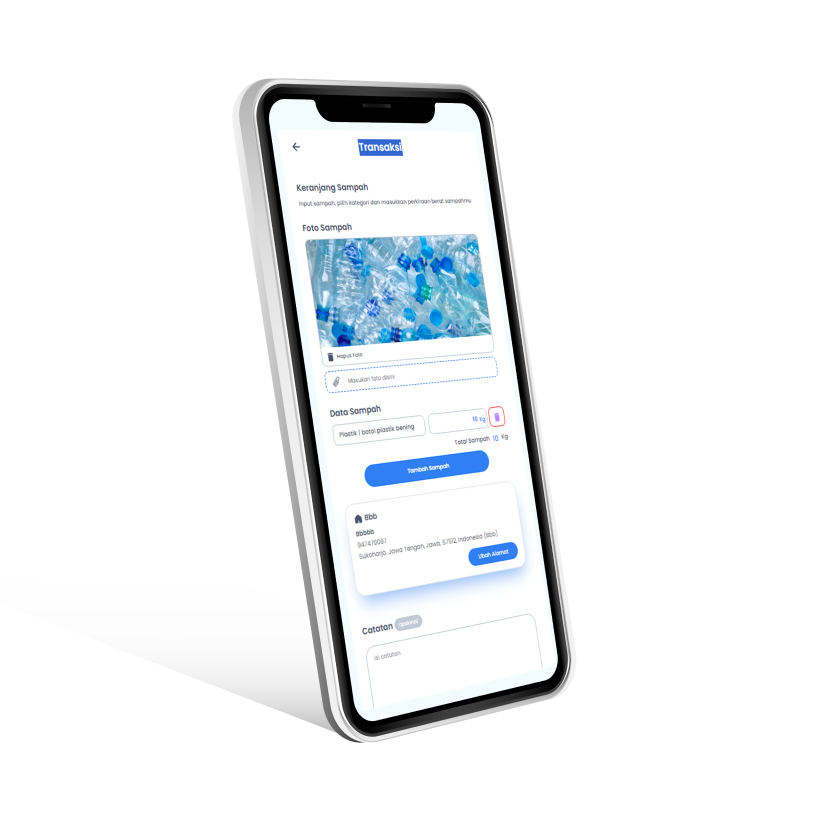 Transaksi
Keranjang Sampah
Input sampah, pilih kategori dan masukkan perkiraan berat sampahmu
Foto Sampah
Hapus Foto
Masukan foto disini
Data Sampah
Plastik | botol plastik bening
10 Kg
Total Sampah 10 Kg
Tambah Sampah
Bbb
Bbbbb
947479097
Sukoharjo, Jawa Tengah, Jawa, 57512, Indonesia (Bbb)
Ubah Alamat
Catatan opsional
Isi catatan